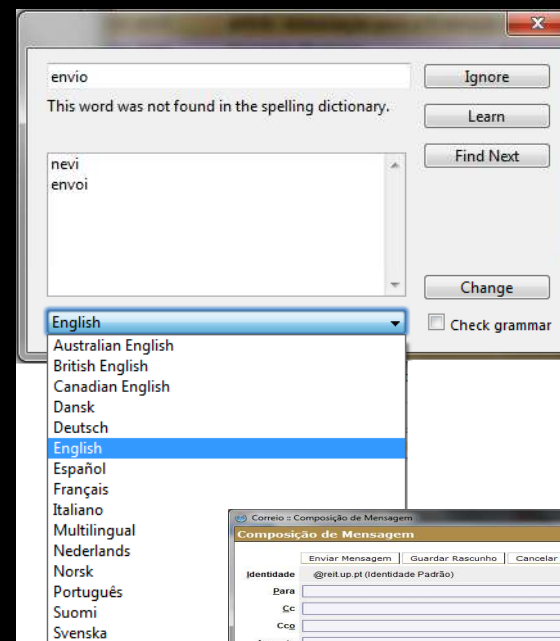 envio
Ignore
This word was not found in the spelling dictionary.
Learn
Find Next
nevi
envoi
Change
English
Check grammar
Australian English
British English
Canadian English
Dansk
Deutsch
English
Español
Français
Italiano
Multilingual
Nederlands
Norsk
Português
Suomi
Svenska
Correio :: Composição de Mensagem
Composição de Mensagem
Enviar Mensagem Guardar Rascunho Cancelar
Identidade @reit.up.pt (Identidade Padrão)
Para
Cc
Cco